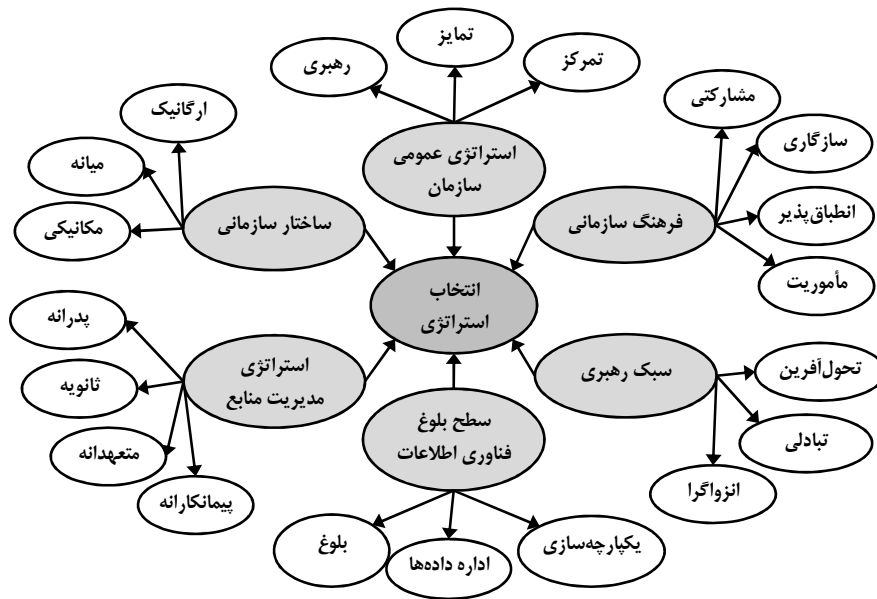 تمایز
تمرکز
رهبری
مشارکتی
ارگانیک
سازگاری
استراتژی عمومی
سازمان
میانه
انطباق‌پذیر
فرهنگ سازمانی
ساختار سازمانی
مکانیکی
مأموریت
انتخاب
استراتژی
پدرانه
تحول‌آفرین
سبک رهبری
استراتژی
مدیریت منابع
ثانویه
سطح بلوغ
فناوری اطلاعات
تبادلی
متعهدانه
انزواگرا
پیمانکارانه
یکپارچه‌سازی
اداره داده‌ها
بلوغ